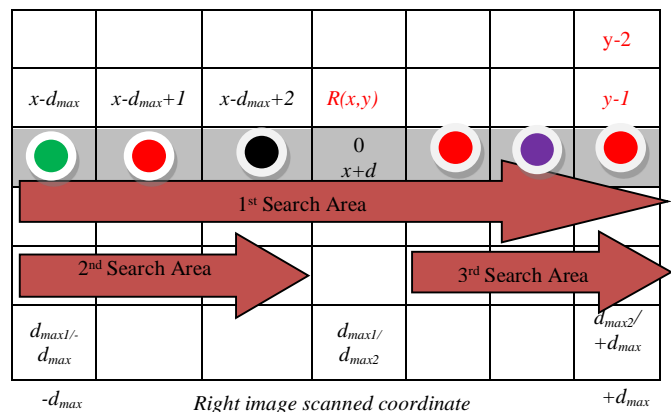 y-2
x-dmax x-dmax+1 x-dmax+2 R(x,y) y-1
0
x+d
1st Search Area
2nd Search Area 3rd Search Area
dmax1/- dmax1/ dmax2/
dmax dmax2 +dmax
-dmax Right image scanned coordinate +dmax